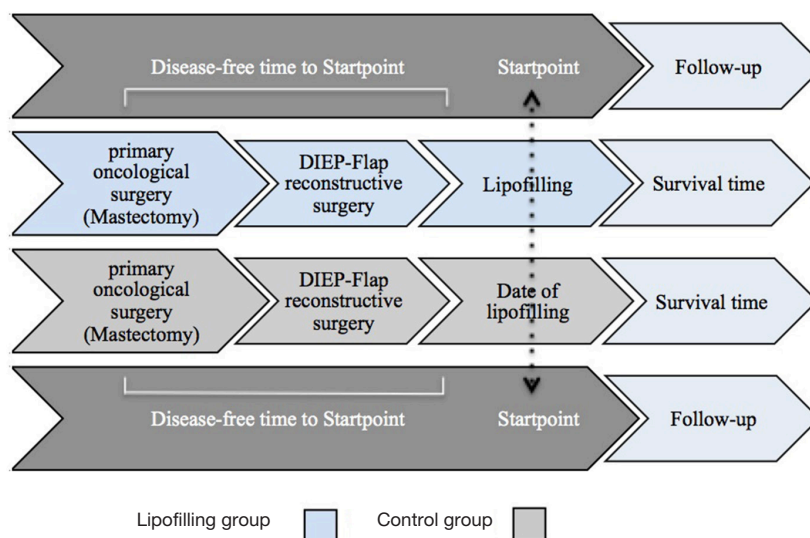 Disease-free time to Startpoint
Startpoint
Follow-up
primary
oncological
surgery
(Mastectomy)
DIEP-Flap
reconstructive
surgery
Lipofilling
Survival time
primary
oncological
surgery
(Mastectomy)
DIEP-Flap
reconstructive
surgery
Date of
lipofilling
Survival time
Disease-free time to Startpoint
Startpoint
Follow-up
Lipofilling group
Control group